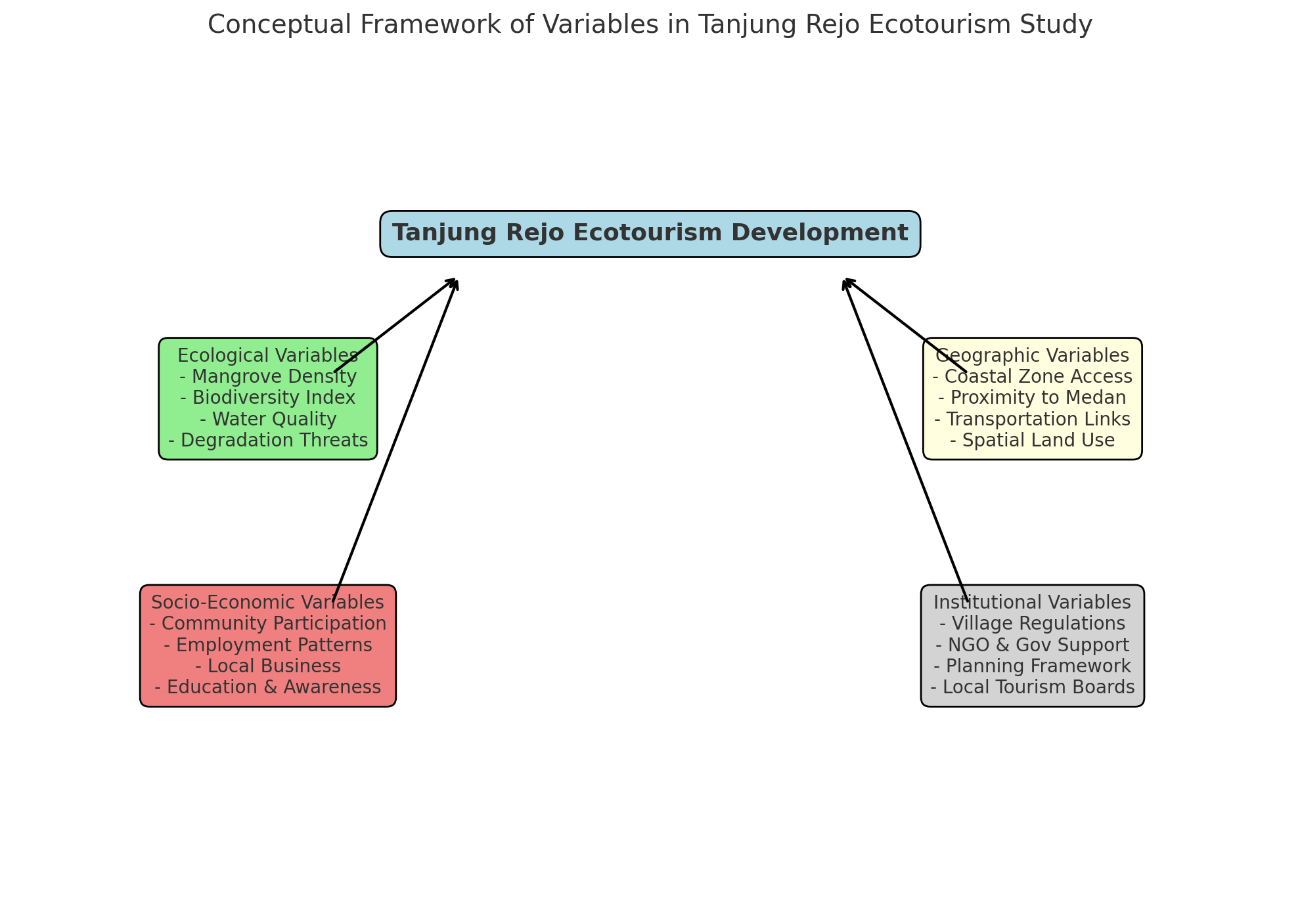 Conceptual Framework of Variables in Tanjung Rejo Ecotourism Study
Tanjung Rejo Ecotourism Development
Ecological Variables
- Mangrove Density
- Biodiversity Index
- Water Quality
- Degradation Threats
Geographic Variables
- Coastal Zone Access
- Proximity to Medan
- Transportation Links
- Spatial Land Use
Socio-Economic Variables
- Community Participation
- Employment Patterns
- Local Business
- Education & Awareness
Institutional Variables
- Village Regulations
- NGO & Gov Support
- Planning Framework
- Local Tourism Boards